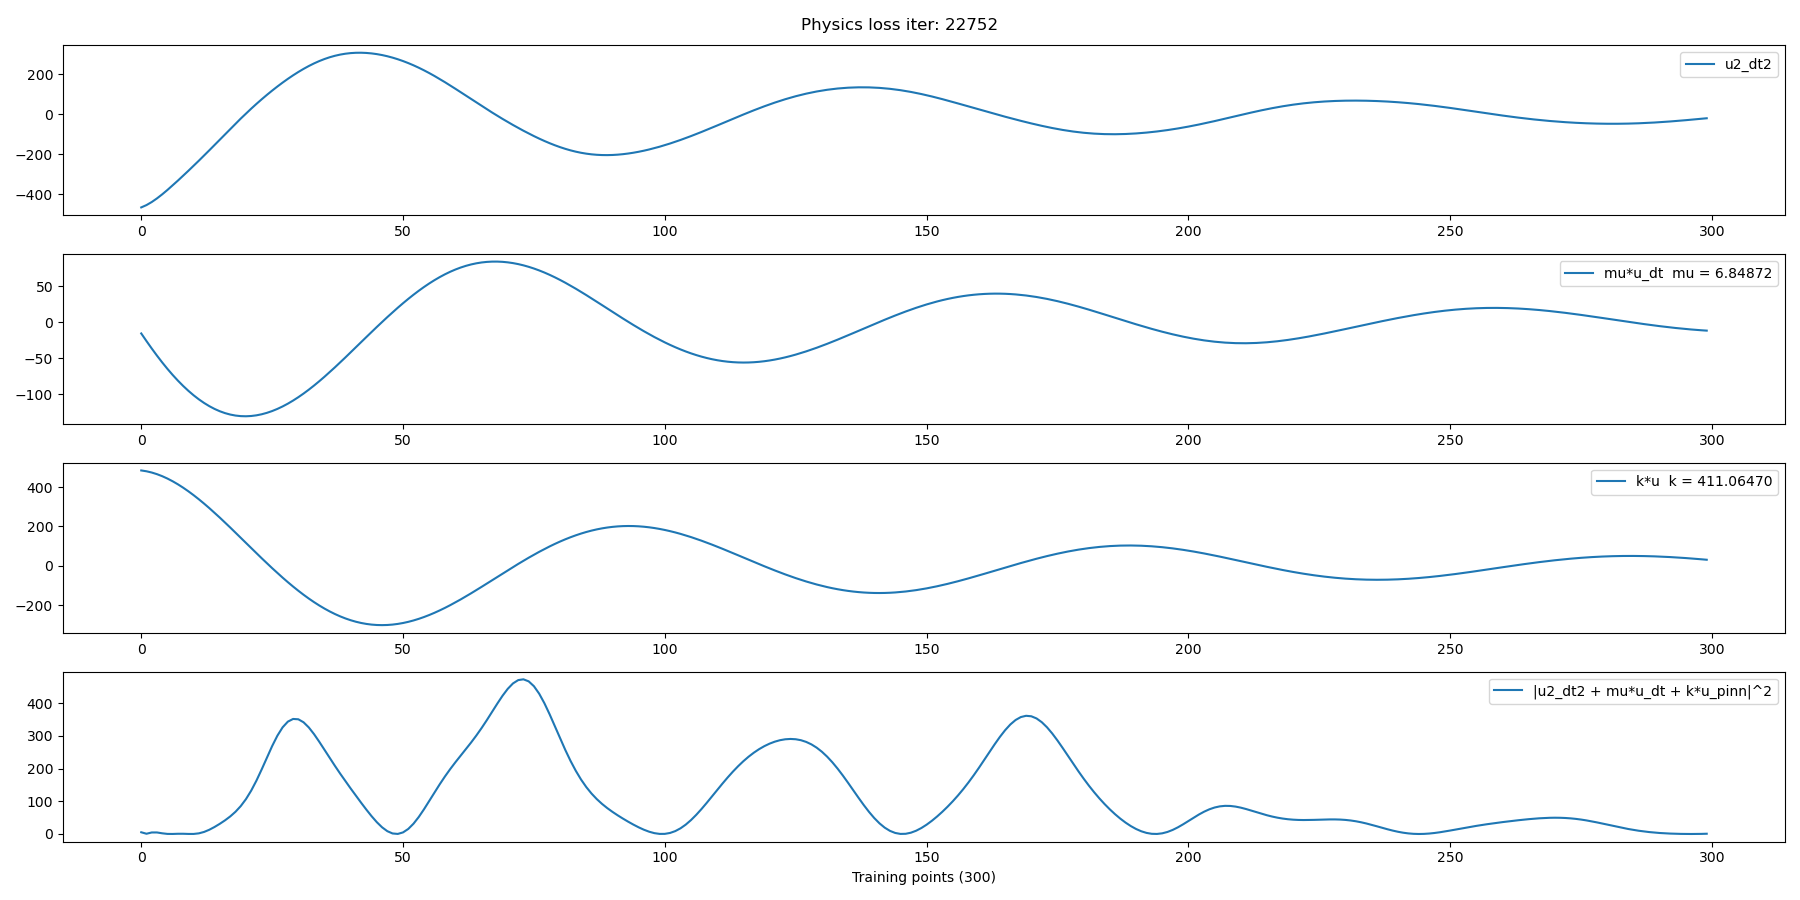 Physics loss iter: 22752
u2_dt2
200
0
−200
−400
0 50 100 150 200 250 300
mu*u_dt mu = 6.84872
50
0
−50
−100
0 50 100 150 200 250 300
k*u k = 411.06470
400
200
0
−200
0 50 100 150 200 250 300
|u2_dt2 + mu*u_dt + k*u_pinn|^2
400
300
200
100
0
0 50 100 150 200 250 300
Training points (300)